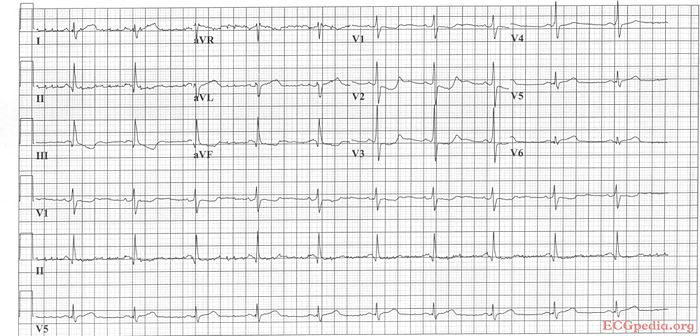 I aVR V1 V4
II aVL V2 V5
III aVF V3 V6
V1
II
V5
ECGpedia.org